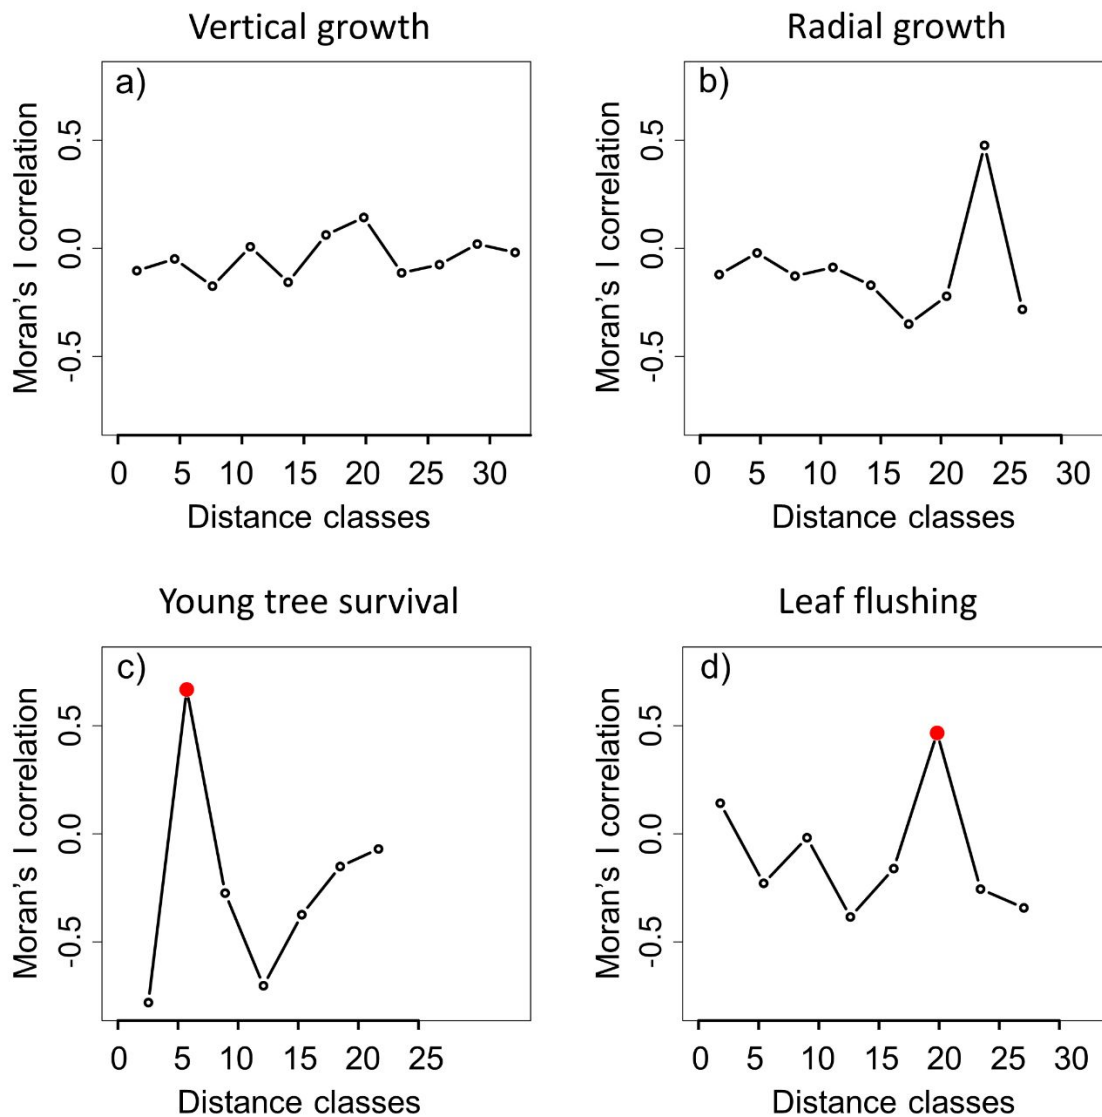 Vertical growth
a)
Moran's I correlation
0.5
0.0
-0.5
0 5 10 15 20 25 30
Distance classes
Radial growth
b)
Moran's I correlation
0.5
0.0
-0.5
0 5 10 15 20 25 30
Distance classes
Young tree survival
c)
Moran's I correlation
0.5
0.0
-0.5
0 5 10 15 20 25
Distance classes
Leaf flushing
d)
Moran's I correlation
0.5
0.0
-0.5
0 5 10 15 20 25 30
Distance classes